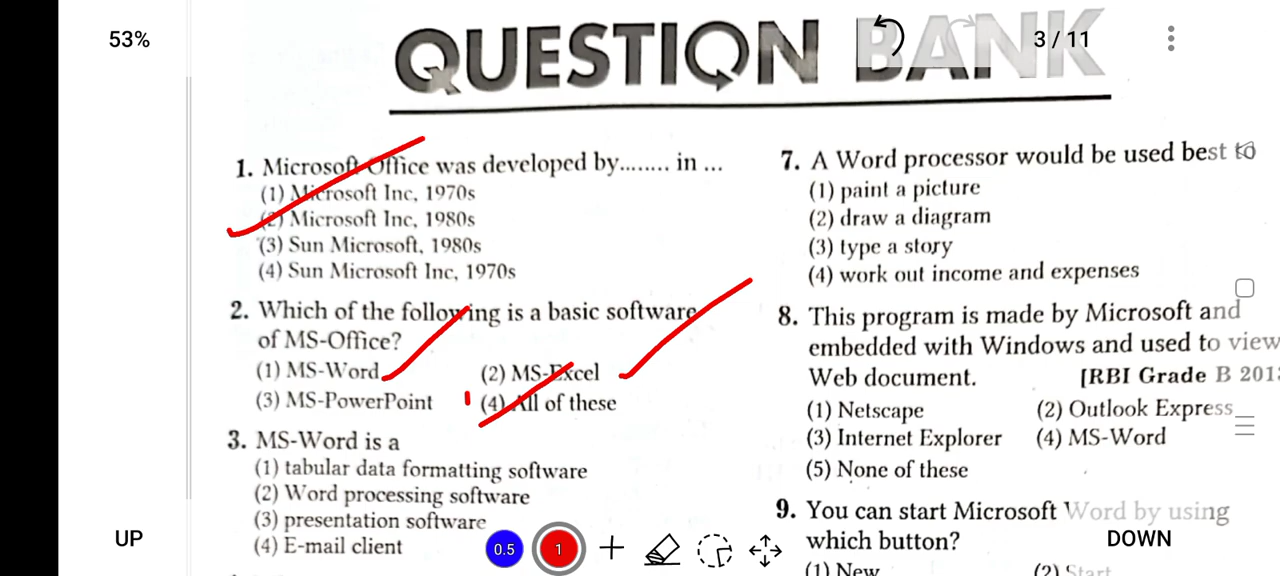 53%
QUESTION BANK
3 / 11
1. Microsoft Office was developed by........ in ...
(1) Microsoft Inc, 1970s
(2) Microsoft Inc, 1980s
(3) Sun Microsoft, 1980s
(4) Sun Microsoft Inc, 1970s
2. Which of the following is a basic software
of MS-Office?
(1) MS-Word (2) MS-Excel
(3) MS-PowerPoint (4) All of these
3. MS-Word is a
(1) tabular data formatting software
(2) Word processing software
(3) presentation software
(4) E-mail client
7. A Word processor would be used best to
(1) paint a picture
(2) draw a diagram
(3) type a story
(4) work out income and expenses
8. This program is made by Microsoft and
embedded with Windows and used to view
Web document. [RBI Grade B 201
(1) Netscape (2) Outlook Express
(3) Internet Explorer (4) MS-Word
(5) None of these
9. You can start Microsoft Word by using
which button?
(1) New (2) Start
UP
0.5
1
DOWN